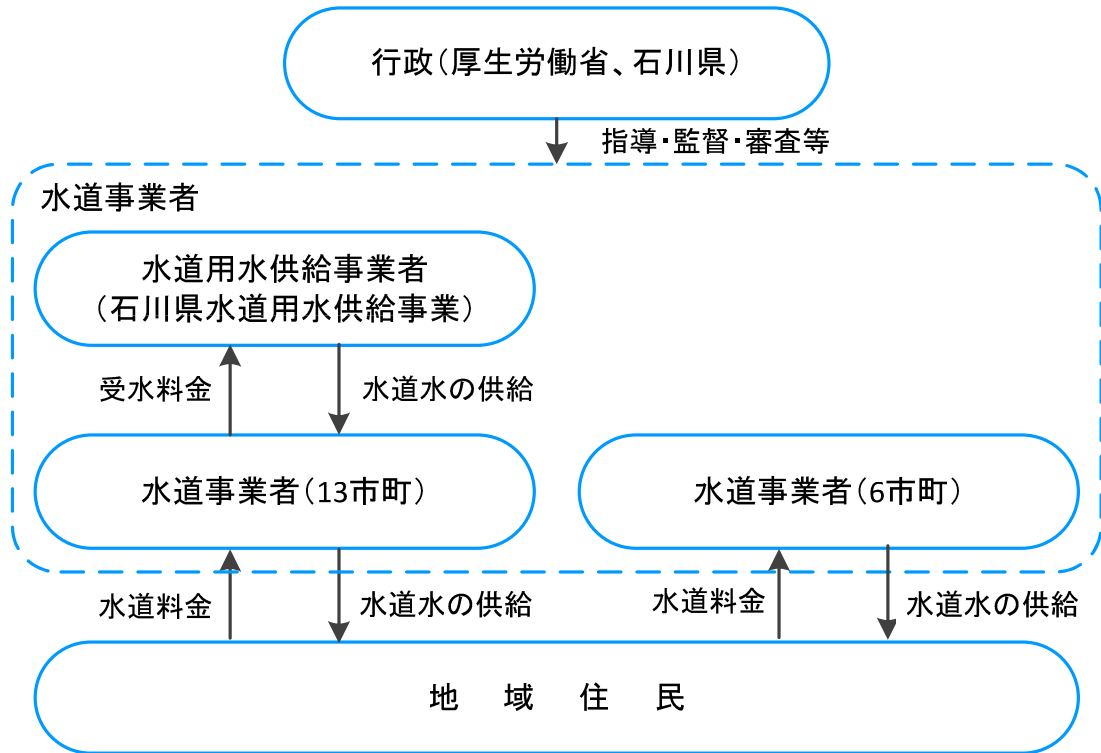 行政（厚生労働省、石川県）
指導・監督・審査等
水道事業者
水道用水供給事業者
（石川県水道用水供給事業）
受水料金
水道水の供給
水道事業者（13市町）
水道事業者（6市町）
水道料金
水道水の供給
水道料金
水道水の供給
地域住民